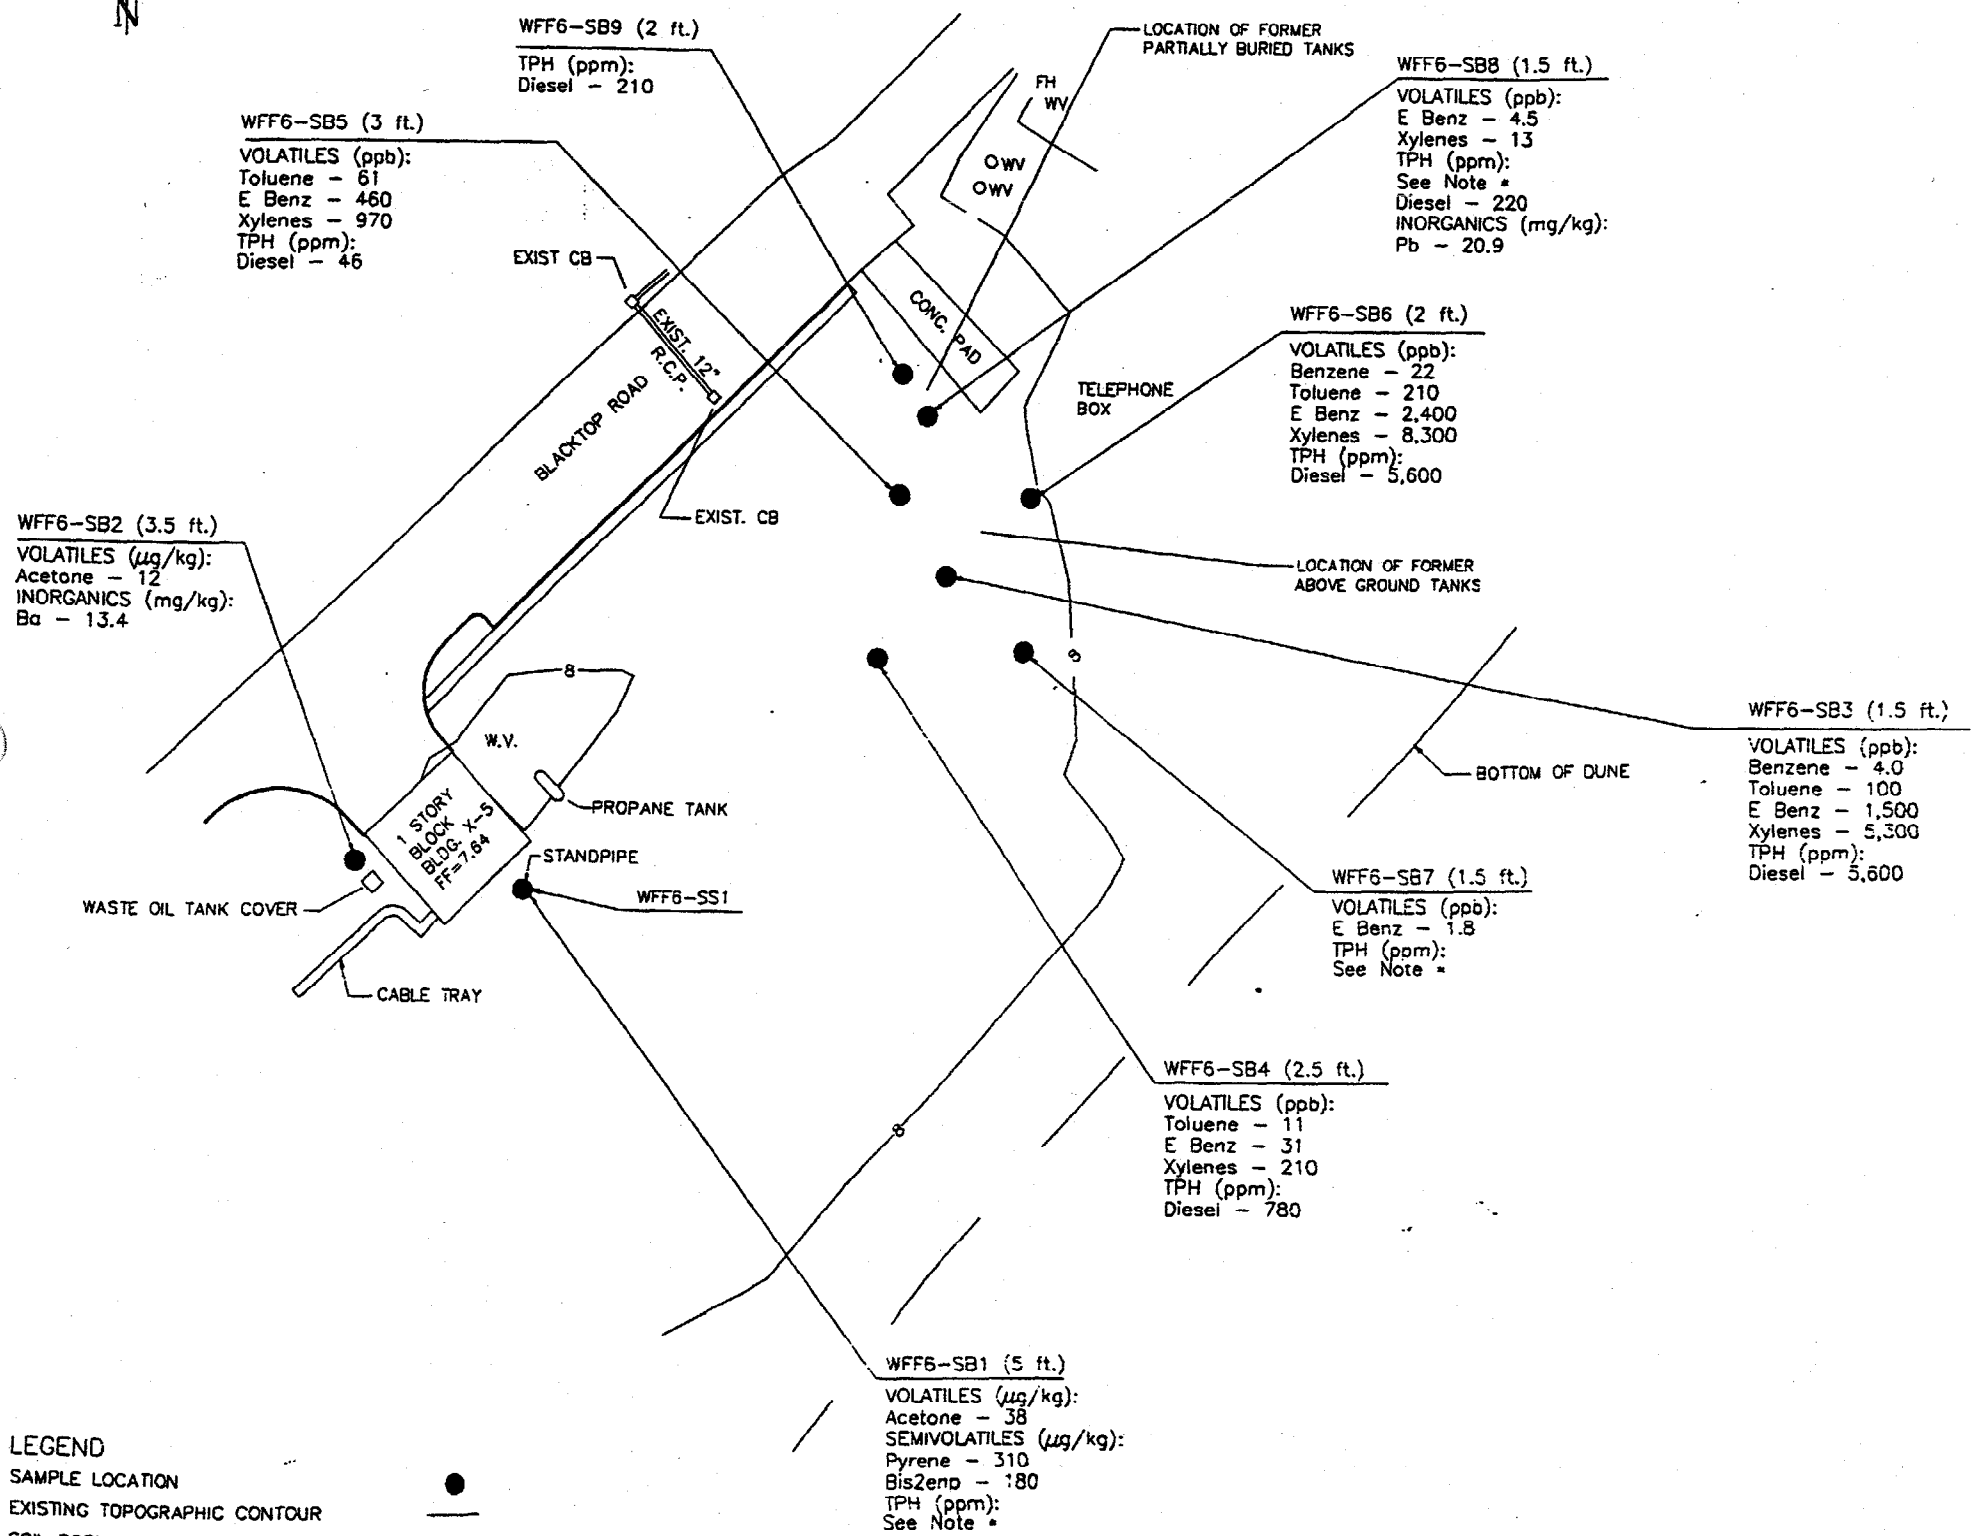 N
WFF6-SB9 (2 ft.)
TPH (ppm):
Diesel - 210
LOCATION OF FORMER
PARTIALLY BURIED TANKS
WFF6-SB8 (1.5 ft.)
VOLATILES (ppb):
E Benz - 4.5
Xylenes - 13
TPH (ppm):
See Note *
Diesel - 220
INORGANICS (mg/kg):
Pb - 20.9
WFF6-SB5 (3 ft.)
VOLATILES (ppb):
Toluene - 61
E Benz - 460
Xylenes - 970
TPH (ppm):
Diesel - 46
FH
WV
WV
WV
EXIST CB
EXIST. 12"
R.C.P.
BLACKTOP ROAD
CONC. PAD
TELEPHONE
BOX
EXIST. CB
WFF6-SB6 (2 ft.)
VOLATILES (ppb):
Benzene - 22
Toluene - 210
E Benz - 2,400
Xylenes - 8,300
TPH (ppm):
Diesel - 5,600
WFF6-SB2 (3.5 ft.)
VOLATILES (µg/kg):
Acetone - 12
INORGANICS (mg/kg):
Ba - 13.4
LOCATION OF FORMER
ABOVE GROUND TANKS
8
8
W.V.
1 STORY
BLOCK
BLDG. X-5
FF=7.64
PROPANE TANK
STANDPIPE
WFF6-SS1
WASTE OIL TANK COVER
CABLE TRAY
BOTTOM OF DUNE
WFF6-SB3 (1.5 ft.)
VOLATILES (ppb):
Benzene - 4.0
Toluene - 100
E Benz - 1,500
Xylenes - 5,300
TPH (ppm):
Diesel - 5,600
WFF6-SB7 (1.5 ft.)
VOLATILES (ppb):
E Benz - 1.8
TPH (ppm):
See Note *
WFF6-SB4 (2.5 ft.)
VOLATILES (ppb):
Toluene - 11
E Benz - 31
Xylenes - 210
TPH (ppm):
Diesel - 780
8
WFF6-SB1 (5 ft.)
VOLATILES (µg/kg):
Acetone - 38
SEMIVOLATILES (µg/kg):
Pyrene - 310
Bis2enp - 180
TPH (ppm):
See Note *
LEGEND
SAMPLE LOCATION
EXISTING TOPOGRAPHIC CONTOUR